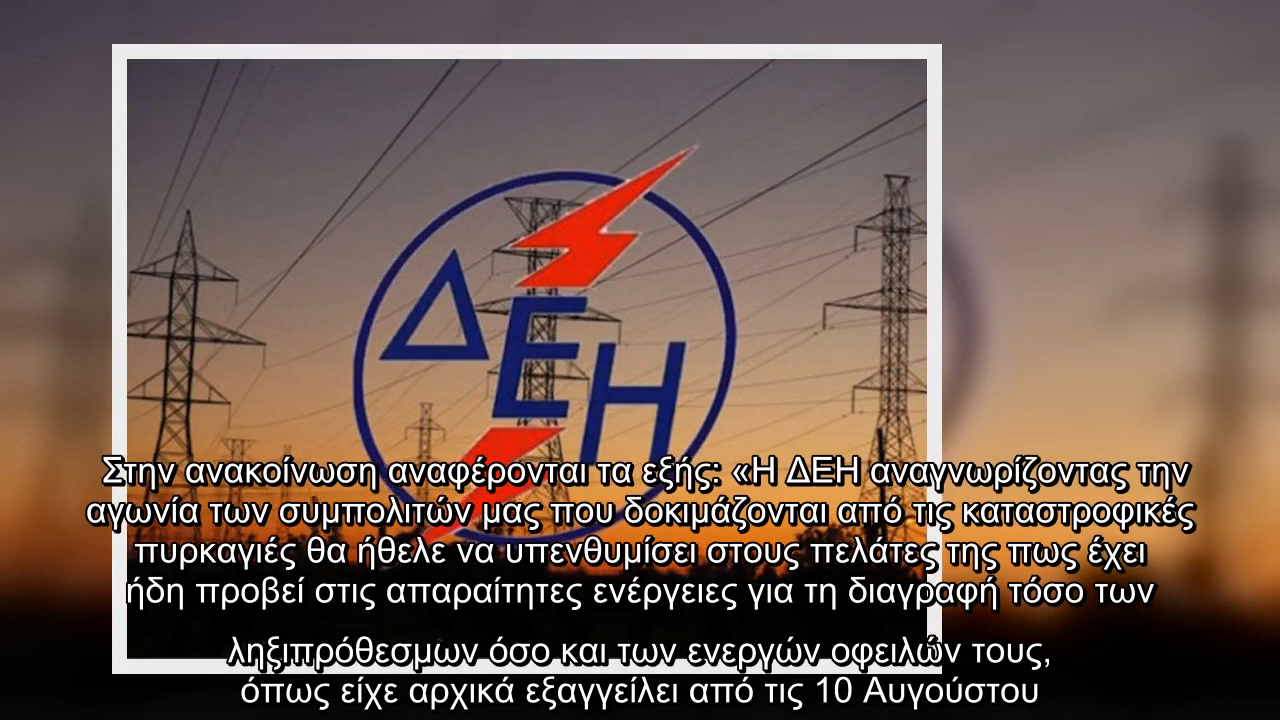 ΔΕΗ
Στην ανακοίνωση αναφέρονται τα εξής: «Η ΔΕΗ αναγνωρίζοντας την
αγωνία των συμπολιτών μας που δοκιμάζονται από τις καταστροφικές
πυρκαγιές θα ήθελε να υπενθυμίσει στους πελάτες της πως έχει
ήδη προβεί στις απαραίτητες ενέργειες για τη διαγραφή τόσο των
ληξιπρόθεσμων όσο και των ενεργών οφειλών τους,
όπως είχε αρχικά εξαγγείλει από τις 10 Αυγούστου